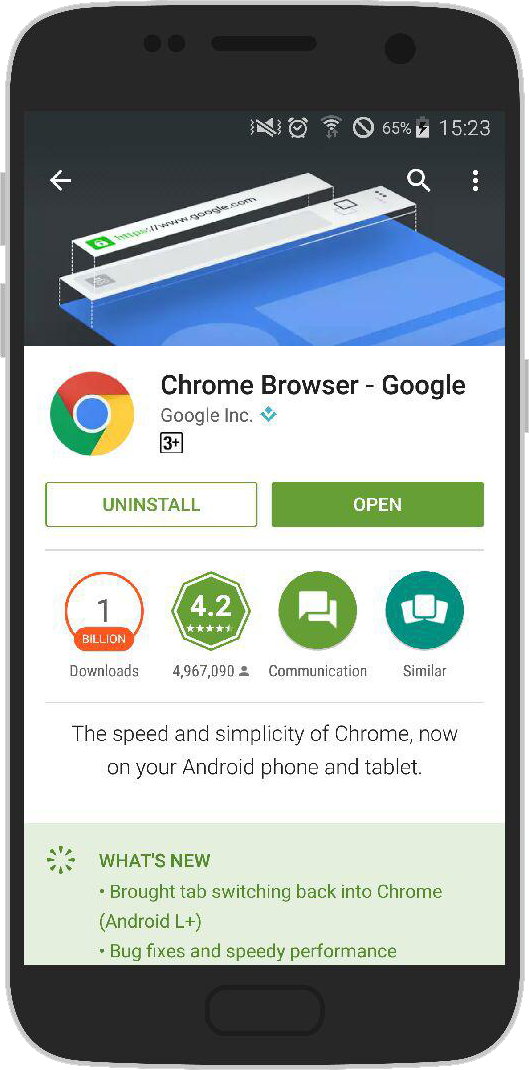 65% 15:23
https://www.google.com
Chrome Browser - Google
Google Inc.
3+
UNINSTALL
OPEN
1
BILLION
4.2
Downloads
4,967,090
Communication
Similar
The speed and simplicity of Chrome, now
on your Android phone and tablet.
WHAT'S NEW
• Brought tab switching back into Chrome
(Android L+)
• Bug fixes and speedy performance